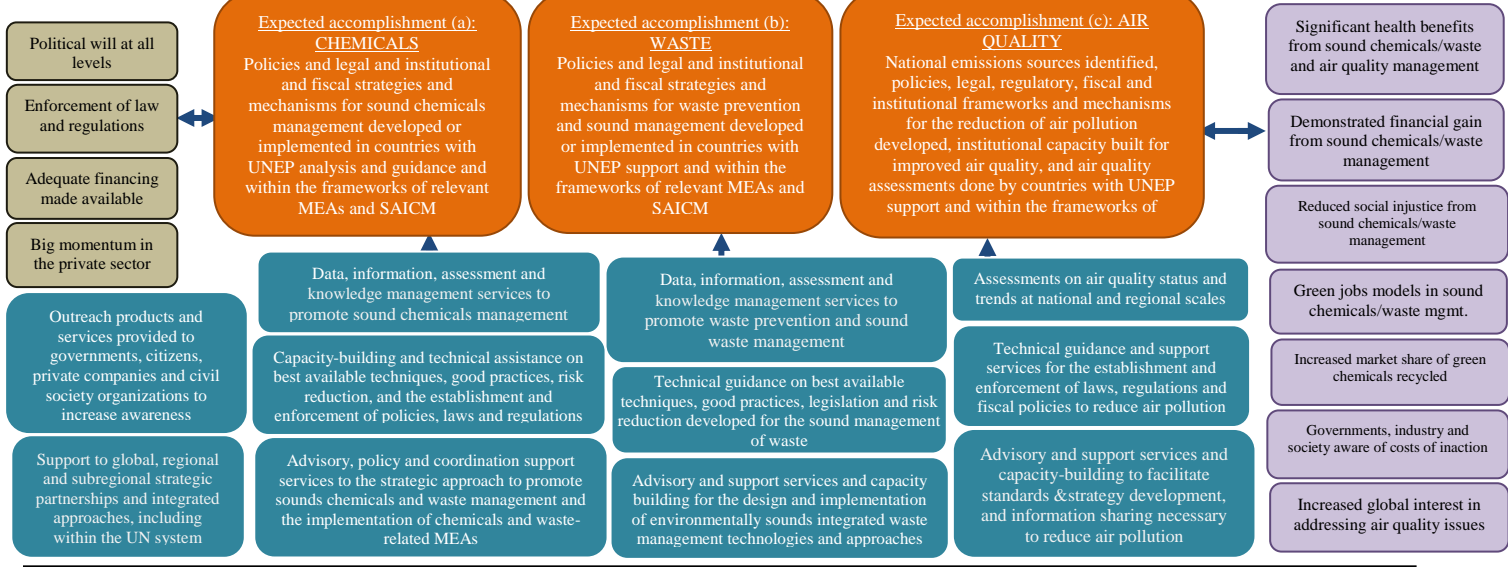 Political will at all
levels
Enforcement of law
and regulations
Adequate financing
made available
Big momentum in
the private sector
Expected accomplishment (a):
CHEMICALS
Policies and legal and institutional
and fiscal strategies and
mechanisms for sound chemicals
management developed or
implemented in countries with
UNEP analysis and guidance and
within the frameworks of relevant
MEAs and SAICM
Expected accomplishment (b):
WASTE
Policies and legal and institutional
and fiscal strategies and
mechanisms for waste prevention
and sound management developed
or implemented in countries with
UNEP support and within the
frameworks of relevant MEAs and
SAICM
Expected accomplishment (c): AIR
QUALITY
National emissions sources identified,
policies, legal, regulatory, fiscal and
institutional frameworks and mechanisms
for the reduction of air pollution
developed, institutional capacity built for
improved air quality, and air quality
assessments done by countries with UNEP
support and within the frameworks of
Significant health benefits
from sound chemicals/waste
and air quality management
Demonstrated financial gain
from sound chemicals/waste
management
Reduced social injustice from
sound chemicals/waste
management
Green jobs models in sound
chemicals/waste mgmt.
Increased market share of green
chemicals recycled
Governments, industry and
society aware of costs of inaction
Increased global interest in
addressing air quality issues
Outreach products and
services provided to
governments, citizens,
private companies and civil
society organizations to
increase awareness
Support to global, regional
and subregional strategic
partnerships and integrated
approaches, including
within the UN system
Data, information, assessment and
knowledge management services to
promote sound chemicals management
Capacity-building and technical assistance on
best available techniques, good practices, risk
reduction, and the establishment and
enforcement of policies, laws and regulations
Advisory, policy and coordination support
services to the strategic approach to promote
sounds chemicals and waste management and
the implementation of chemicals and waste-
related MEAs
Data, information, assessment and
knowledge management services to
promote waste prevention and sound
waste management
Technical guidance on best available
techniques, good practices, legislation and risk
reduction developed for the sound management
of waste
Advisory and support services and capacity
building for the design and implementation
of environmentally sounds integrated waste
management technologies and approaches
Assessments on air quality status and
trends at national and regional scales
Technical guidance and support
services for the establishment and
enforcement of laws, regulations and
fiscal policies to reduce air pollution
Advisory and support services and
capacity-building to facilitate
standards &strategy development,
and information sharing necessary
to reduce air pollution